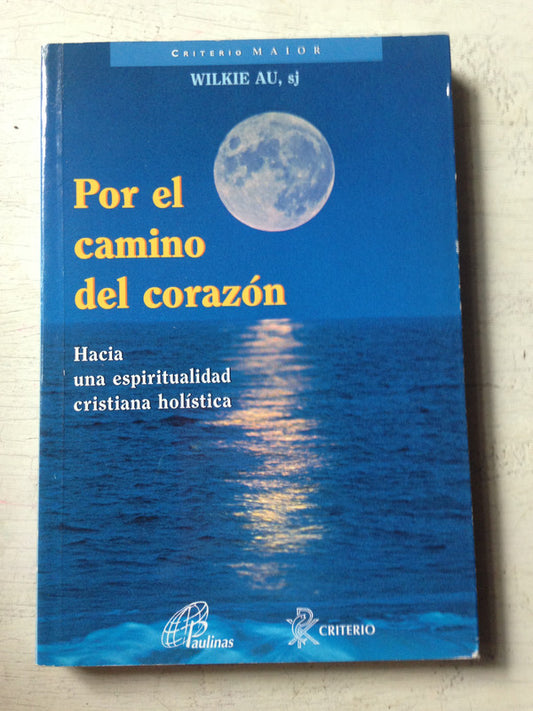 CRITERIO MAIOR
WILKIE AU, sj
Por el
camino
del corazón
Hacia
una espiritualidad
cristiana holística
Paulinas
CRITERIO